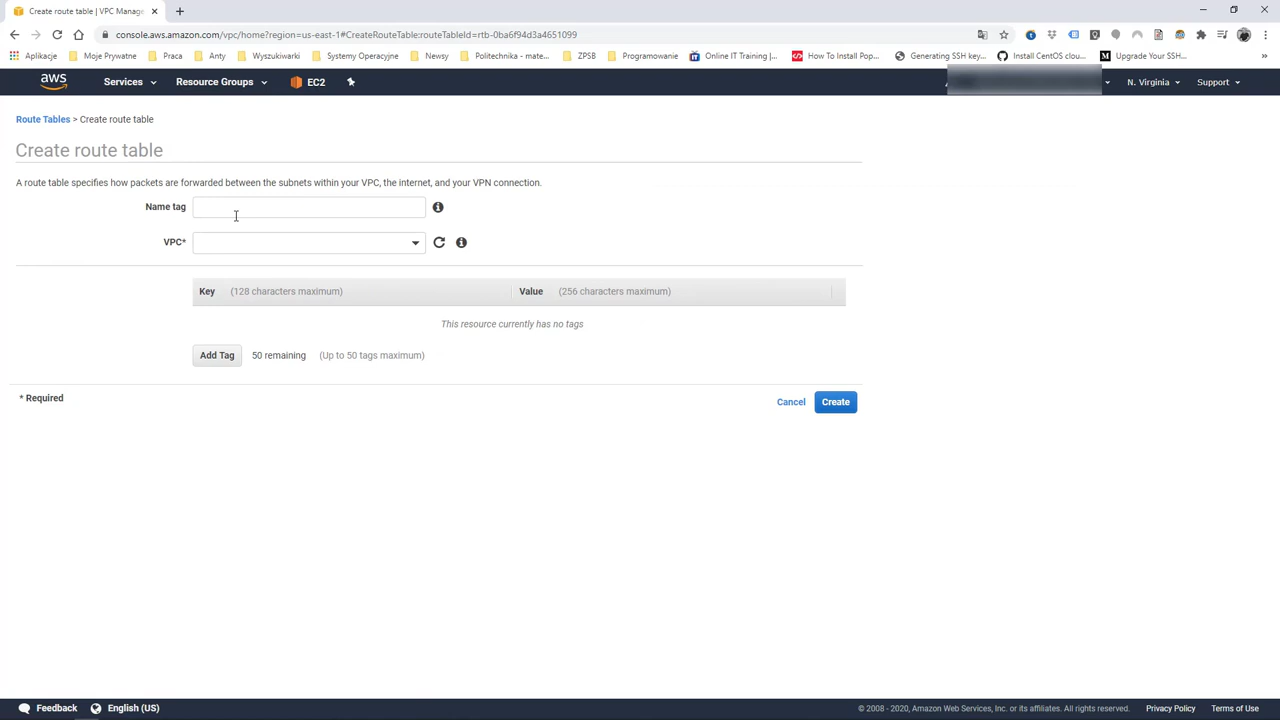 Create route table | VPC Manag
console.aws.amazon.com/vpc/home?region=us-east-1#CreateRouteTable:routeTableId=rtb-0ba6f94d3a4651099
Aplikacje Moje Prywatne Praca Anty Wyszukiwarki Systemy Operacyjne Newsy Politechnika - mate... ZPSB Programowanie Online IT Training |... How To Install Pop... Generating SSH key... Install CentOS clou... Upgrade Your SSH... »
aws Services Resource Groups EC2 N. Virginia Support
Route Tables > Create route table
Create route table
A route table specifies how packets are forwarded between the subnets within your VPC, the internet, and your VPN connection.
Name tag
VPC*
Key (128 characters maximum) Value (256 characters maximum)
This resource currently has no tags
Add Tag 50 remaining (Up to 50 tags maximum)
* Required Cancel Create
Feedback English (US) © 2008 - 2020, Amazon Web Services, Inc. or its affiliates. All rights reserved. Privacy Policy Terms of Use